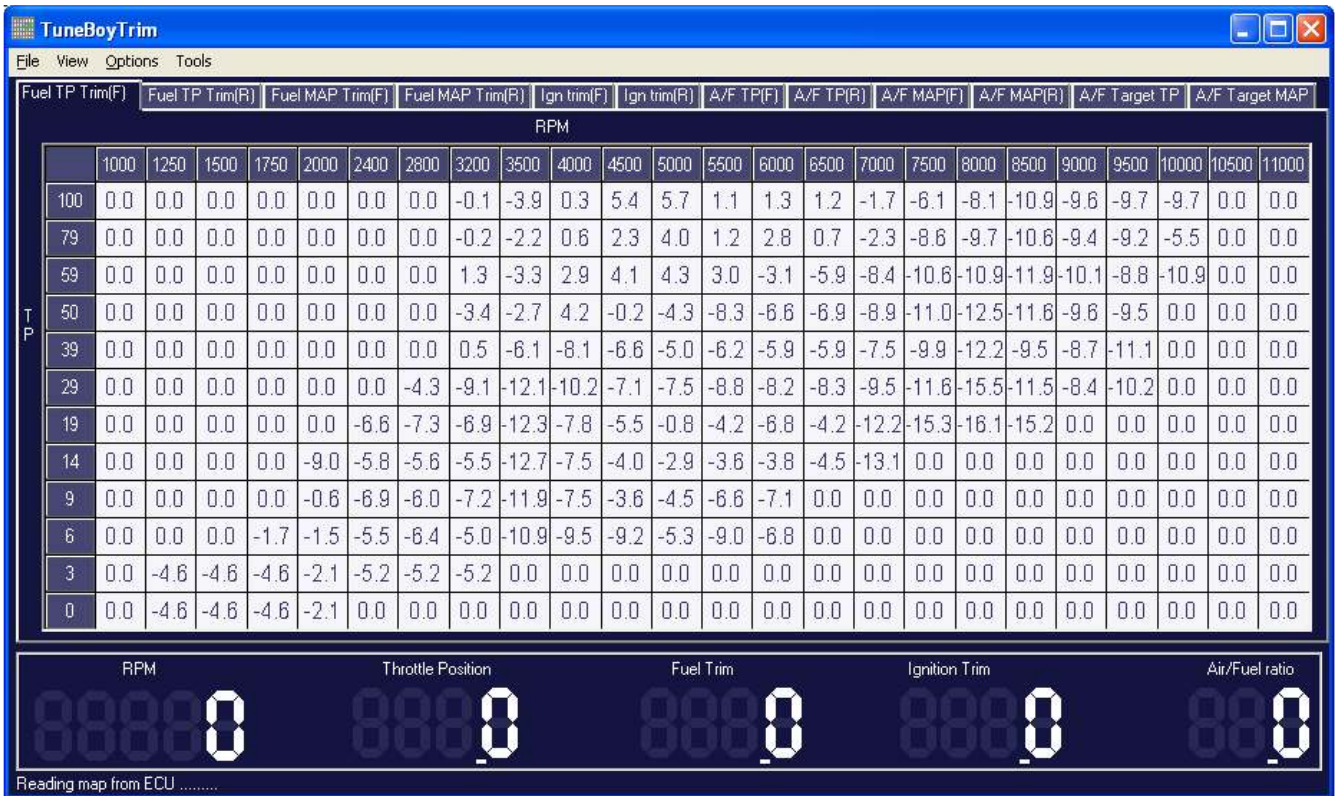 TuneBoyTrim
File View Options Tools
Fuel TP Trim(F) Fuel TP Trim(R) Fuel MAP Trim(F) Fuel MAP Trim(R) Ign trim(F) Ign trim(R) A/F TP(F) A/F TP(R) A/F MAP(F) A/F MAP(R) A/F Target TP A/F Target MAP
RPM
1000 1250 1500 1750 2000 2400 2800 3200 3500 4000 4500 5000 5500 6000 6500 7000 7500 8000 8500 9000 9500 10000 10500 11000
100 0.0 0.0 0.0 0.0 0.0 0.0 0.0 -0.1 -3.9 0.3 5.4 5.7 1.1 1.3 1.2 -1.7 -6.1 -8.1 -10.9 -9.6 -9.7 -9.7 0.0 0.0
79 0.0 0.0 0.0 0.0 0.0 0.0 0.0 -0.2 -2.2 0.6 2.3 4.0 1.2 2.8 0.7 -2.3 -8.6 -9.7 -10.6 -9.4 -9.2 -5.5 0.0 0.0
59 0.0 0.0 0.0 0.0 0.0 0.0 0.0 1.3 -3.3 2.9 4.1 4.3 3.0 -3.1 -5.9 -8.4 -10.6 -10.9 -11.9 -10.1 -8.8 -10.9 0.0 0.0
TP
50 0.0 0.0 0.0 0.0 0.0 0.0 0.0 -3.4 -2.7 4.2 -0.2 -4.3 -8.3 -6.6 -6.9 -8.9 -11.0 -12.5 -11.6 -9.6 -9.5 0.0 0.0 0.0
39 0.0 0.0 0.0 0.0 0.0 0.0 0.0 0.5 -6.1 -8.1 -6.6 -5.0 -6.2 -5.9 -5.9 -7.5 -9.9 -12.2 -9.5 -8.7 -11.1 0.0 0.0 0.0
29 0.0 0.0 0.0 0.0 0.0 0.0 -4.3 -9.1 -12.1 -10.2 -7.1 -7.5 -8.8 -8.2 -8.3 -9.5 -11.6 -15.5 -11.5 -8.4 -10.2 0.0 0.0 0.0
19 0.0 0.0 0.0 0.0 0.0 -6.6 -7.3 -6.9 -12.3 -7.8 -5.5 -0.8 -4.2 -6.8 -4.2 -12.2 -15.3 -16.1 -15.2 0.0 0.0 0.0 0.0 0.0
14 0.0 0.0 0.0 0.0 -9.0 -5.8 -5.6 -5.5 -12.7 -7.5 -4.0 -2.9 -3.6 -3.8 -4.5 -13.1 0.0 0.0 0.0 0.0 0.0 0.0 0.0 0.0
9 0.0 0.0 0.0 0.0 -0.6 -6.9 -6.0 -7.2 -11.9 -7.5 -3.6 -4.5 -6.6 -7.1 0.0 0.0 0.0 0.0 0.0 0.0 0.0 0.0 0.0 0.0
6 0.0 0.0 0.0 -1.7 -1.5 -5.5 -6.4 -5.0 -10.9 -9.5 -9.2 -5.3 -9.0 -6.8 0.0 0.0 0.0 0.0 0.0 0.0 0.0 0.0 0.0 0.0
3 0.0 -4.6 -4.6 -4.6 -2.1 -5.2 -5.2 -5.2 0.0 0.0 0.0 0.0 0.0 0.0 0.0 0.0 0.0 0.0 0.0 0.0 0.0 0.0 0.0 0.0
0 0.0 -4.6 -4.6 -4.6 -2.1 0.0 0.0 0.0 0.0 0.0 0.0 0.0 0.0 0.0 0.0 0.0 0.0 0.0 0.0 0.0 0.0 0.0 0.0 0.0
RPM Throttle Position Fuel Trim Ignition Trim Air/Fuel ratio
0 .0 .0 .0 .0
Reading map from ECU .........